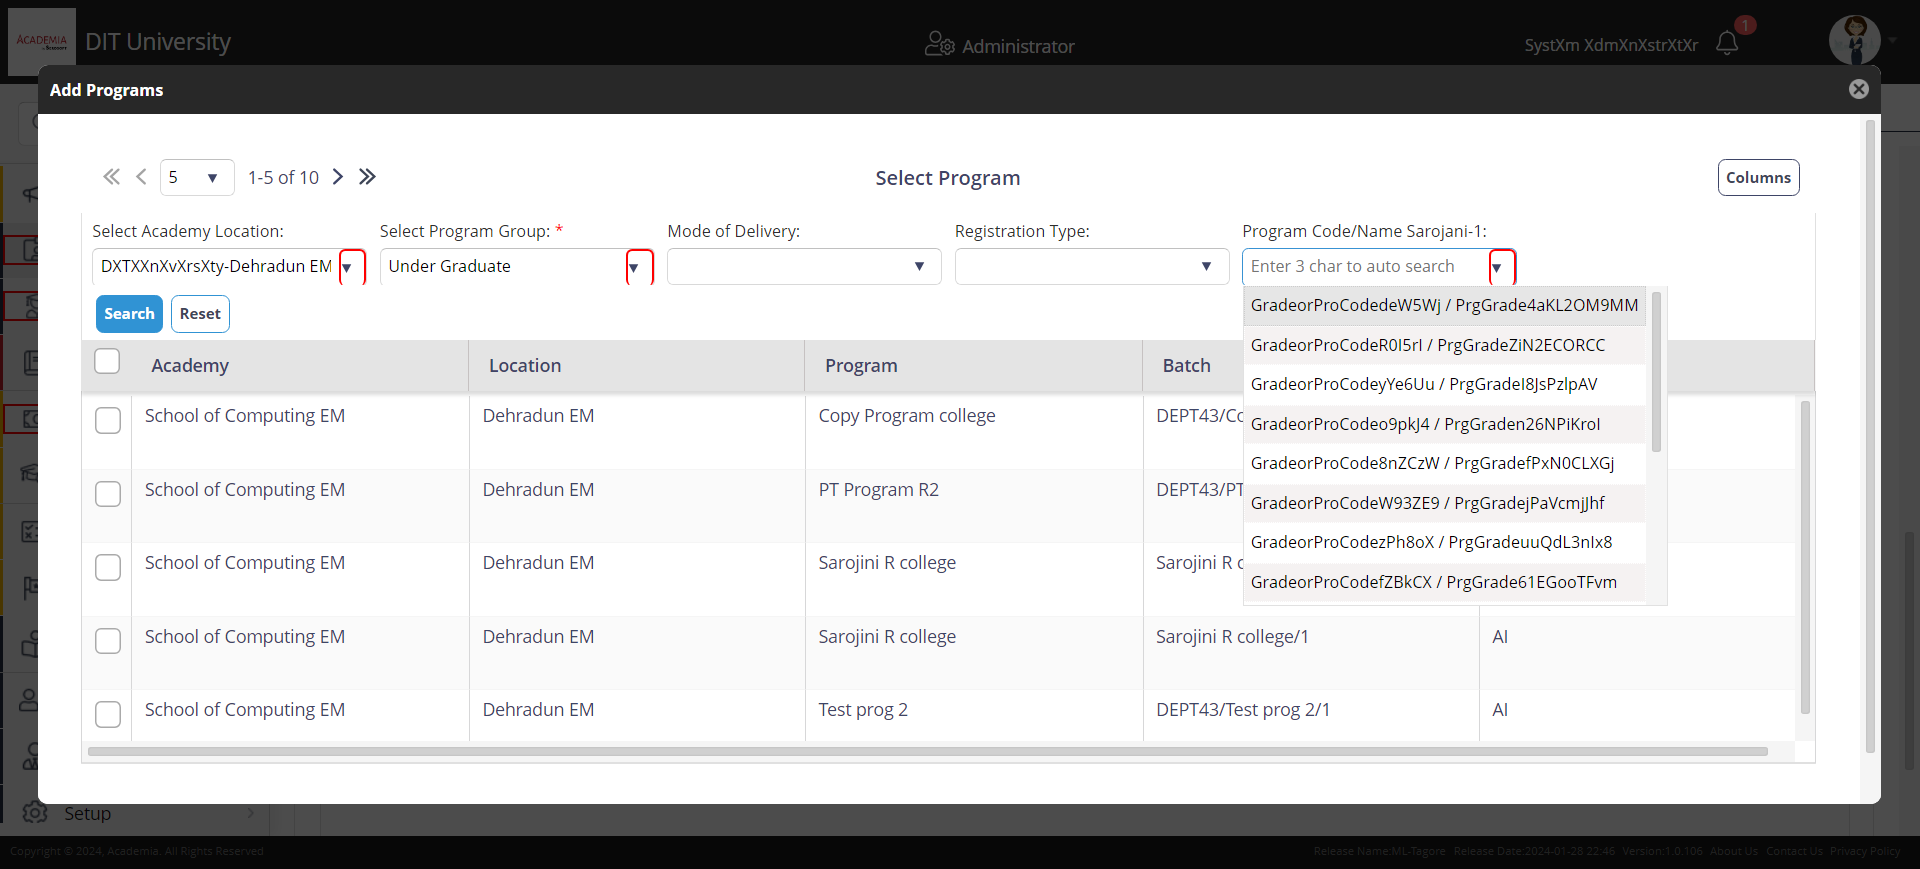 ACADEMIA
DIT University
Administrator
SystXm XdmXnXstrXtXr
1
Add Programs
5
1-5 of 10
Select Program
Columns
Select Academy Location:
Select Program Group: *
Mode of Delivery:
Registration Type:
Program Code/Name Sarojani-1:
DXTXXnXvXrsXty-Dehradun EM
Under Graduate
Enter 3 char to auto search
Search
Reset
GradeorProCodedeW5Wj / PrgGrade4aKL2OM9MM
GradeorProCodeR0I5rI / PrgGradeZiN2ECORCC
GradeorProCodeyYe6Uu / PrgGradeI8JsPzlpAV
GradeorProCodeo9pkJ4 / PrgGraden26NPiKroI
GradeorProCode8nZCzW / PrgGradefPxN0CLXGj
GradeorProCodeW93ZE9 / PrgGradejPaVcmjJhf
GradeorProCodezPh8oX / PrgGradeuuQdL3nIx8
GradeorProCodefZBkCX / PrgGrade61EGooTFvm
Academy Location Program Batch
School of Computing EM Dehradun EM Copy Program college DEPT43/Co
School of Computing EM Dehradun EM PT Program R2 DEPT43/PT
School of Computing EM Dehradun EM Sarojini R college Sarojini R c
School of Computing EM Dehradun EM Sarojini R college Sarojini R college/1 AI
School of Computing EM Dehradun EM Test prog 2 DEPT43/Test prog 2/1 AI
Setup
Copyright © 2024, Academia. All Rights Reserved
Release Name:ML-Tagore Release Date:2024-01-28 22:46 Version:1.0.106 About Us Contact Us Privacy Policy